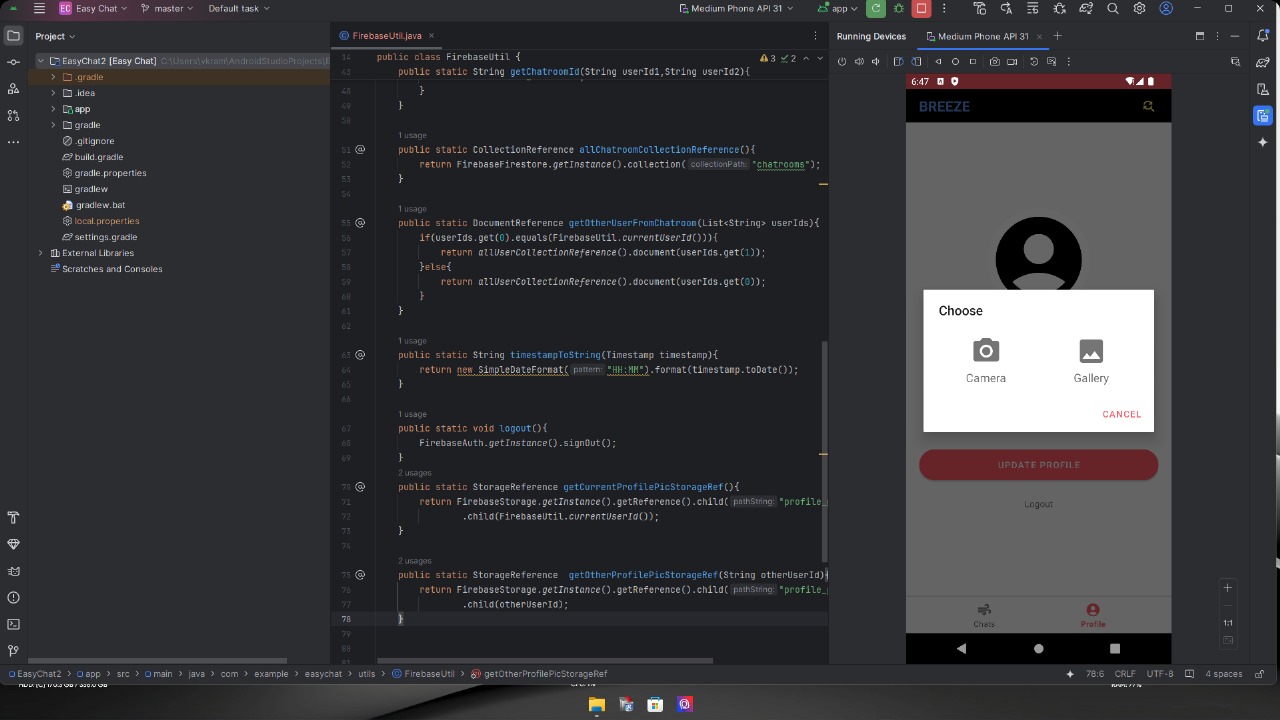 EC Easy Chat master Default task Medium Phone API 31 app
Project
FirebaseUtil.java
Running Devices Medium Phone API 31
EasyChat2 [Easy Chat] C:\Users\vkram\AndroidStudioProjects\E
.gradle
.idea
app
gradle
.gitignore
build.gradle
gradle.properties
gradlew
gradlew.bat
local.properties
settings.gradle
External Libraries
Scratches and Consoles
3 2
14 public class FirebaseUtil {
43 public static String getChatroomId(String userId1,String userId2){
48 }
49 }
50
1 usage
51 public static CollectionReference allChatroomCollectionReference(){
52 return FirebaseFirestore.getInstance().collection( collectionPath: "chatrooms");
53 }
54
1 usage
55 public static DocumentReference getOtherUserFromChatroom(List<String> userIds){
56 if(userIds.get(0).equals(FirebaseUtil.currentUserId())){
57 return allUserCollectionReference().document(userIds.get(1));
58 }else{
59 return allUserCollectionReference().document(userIds.get(0));
60 }
61 }
62
1 usage
63 public static String timestampToString(Timestamp timestamp){
64 return new SimpleDateFormat( pattern: "HH:MM").format(timestamp.toDate());
65 }
66
1 usage
67 public static void logout(){
68 FirebaseAuth.getInstance().signOut();
69 }
2 usages
70 public static StorageReference getCurrentProfilePicStorageRef(){
71 return FirebaseStorage.getInstance().getReference().child( pathString: "profile_
72 .child(FirebaseUtil.currentUserId());
73 }
74
2 usages
75 public static StorageReference getOtherProfilePicStorageRef(String otherUserId){
76 return FirebaseStorage.getInstance().getReference().child( pathString: "profile_
77 .child(otherUserId);
78 }
79
80
81
6:47
BREEZE
Choose
Camera Gallery
CANCEL
UPDATE PROFILE
Logout
Chats Profile
1:1
EasyChat2 app src main java com example easychat utils FirebaseUtil getOtherProfilePicStorageRef 78:6 CRLF UTF-8 4 spaces